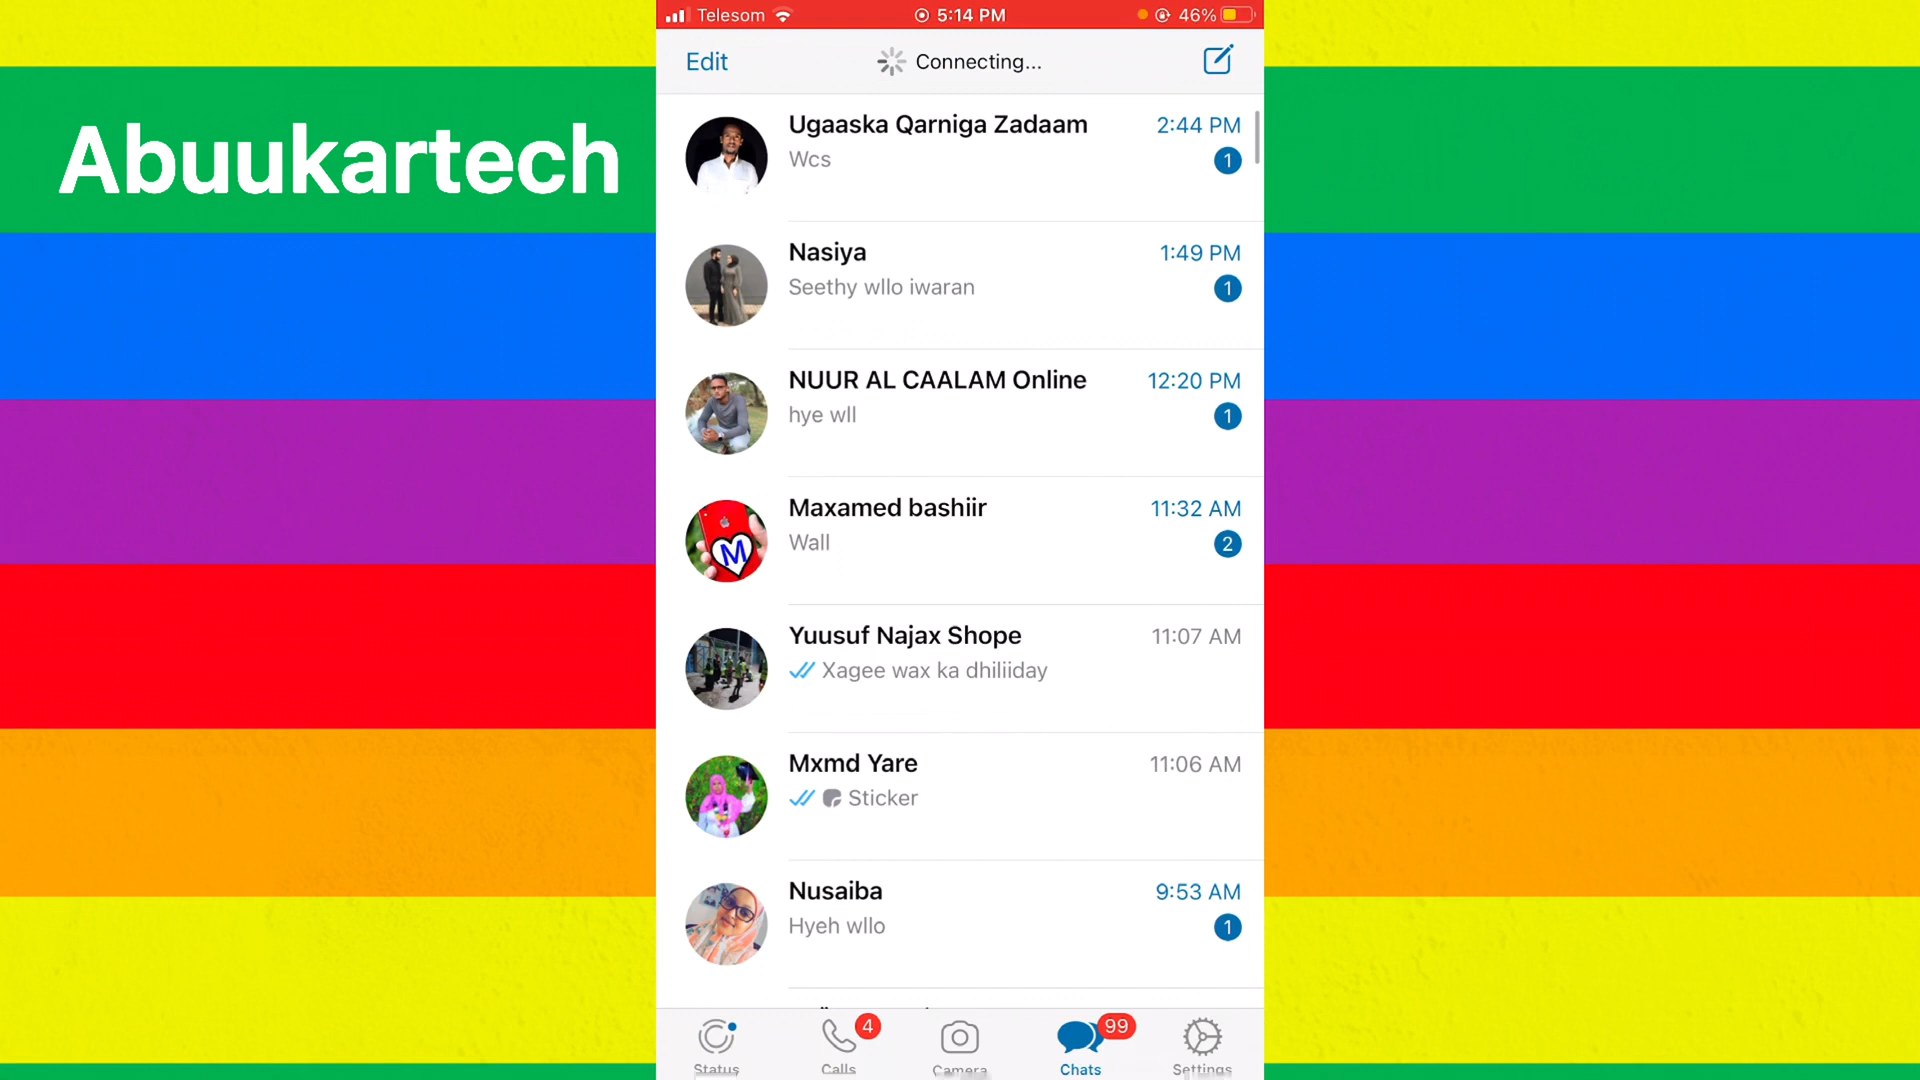 Abuukartech
Telesom 5:14 PM 46%
Edit Connecting...
Ugaaska Qarniga Zadaam 2:44 PM
Wcs 1
Nasiya 1:49 PM
Seethy wllo iwaran 1
NUUR AL CAALAM Online 12:20 PM
hye wll 1
Maxamed bashiir 11:32 AM
Wall 2
M
Yuusuf Najax Shope 11:07 AM
Xagee wax ka dhiliiday
Mxmd Yare 11:06 AM
Sticker
Nusaiba 9:53 AM
Hyeh wllo 1
4 99
Status Calls Camera Chats Settings